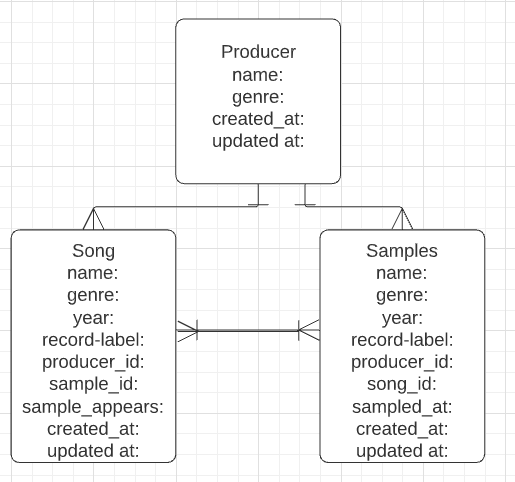 Producer
name:
genre:
created_at:
updated at:
Song
name:
genre:
year:
record-label:
producer_id:
sample_id:
sample_appears:
created_at:
updated at:
Samples
name:
genre:
year:
record-label:
producer_id:
song_id:
sampled_at:
created_at:
updated at: